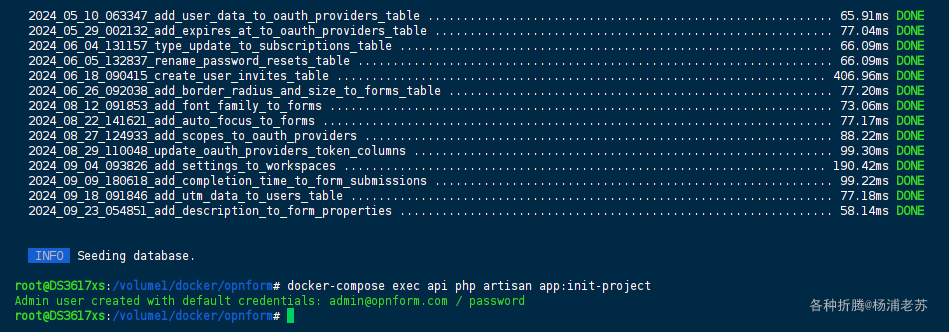 2024_05_10_063347_add_user_data_to_oauth_providers_table ........................................................... 65.91ms DONE
2024_05_29_002132_add_expires_at_to_oauth_providers_table .......................................................... 77.04ms DONE
2024_06_04_131157_type_update_to_subscriptions_table ............................................................... 66.09ms DONE
2024_06_05_132837_rename_password_resets_table ..................................................................... 66.09ms DONE
2024_06_18_090415_create_user_invites_table ....................................................................... 406.96ms DONE
2024_06_26_092038_add_border_radius_and_size_to_forms_table ........................................................ 77.20ms DONE
2024_08_12_091853_add_font_family_to_forms ......................................................................... 73.06ms DONE
2024_08_22_141621_add_auto_focus_to_forms .......................................................................... 77.17ms DONE
2024_08_27_124933_add_scopes_to_oauth_providers .................................................................... 88.22ms DONE
2024_08_29_110048_update_oauth_providers_token_columns ............................................................. 99.30ms DONE
2024_09_04_093826_add_settings_to_workspaces ...................................................................... 190.42ms DONE
2024_09_09_180618_add_completion_time_to_form_submissions .......................................................... 99.22ms DONE
2024_09_18_091846_add_utm_data_to_users_table ...................................................................... 77.18ms DONE
2024_09_23_054851_add_description_to_form_properties ............................................................... 58.14ms DONE
INFO Seeding database.
root@DS3617xs:/volume1/docker/opnform# docker-compose exec api php artisan app:init-project
Admin user created with default credentials: admin@opnform.com / password
root@DS3617xs:/volume1/docker/opnform#
各种折腾@杨浦老苏